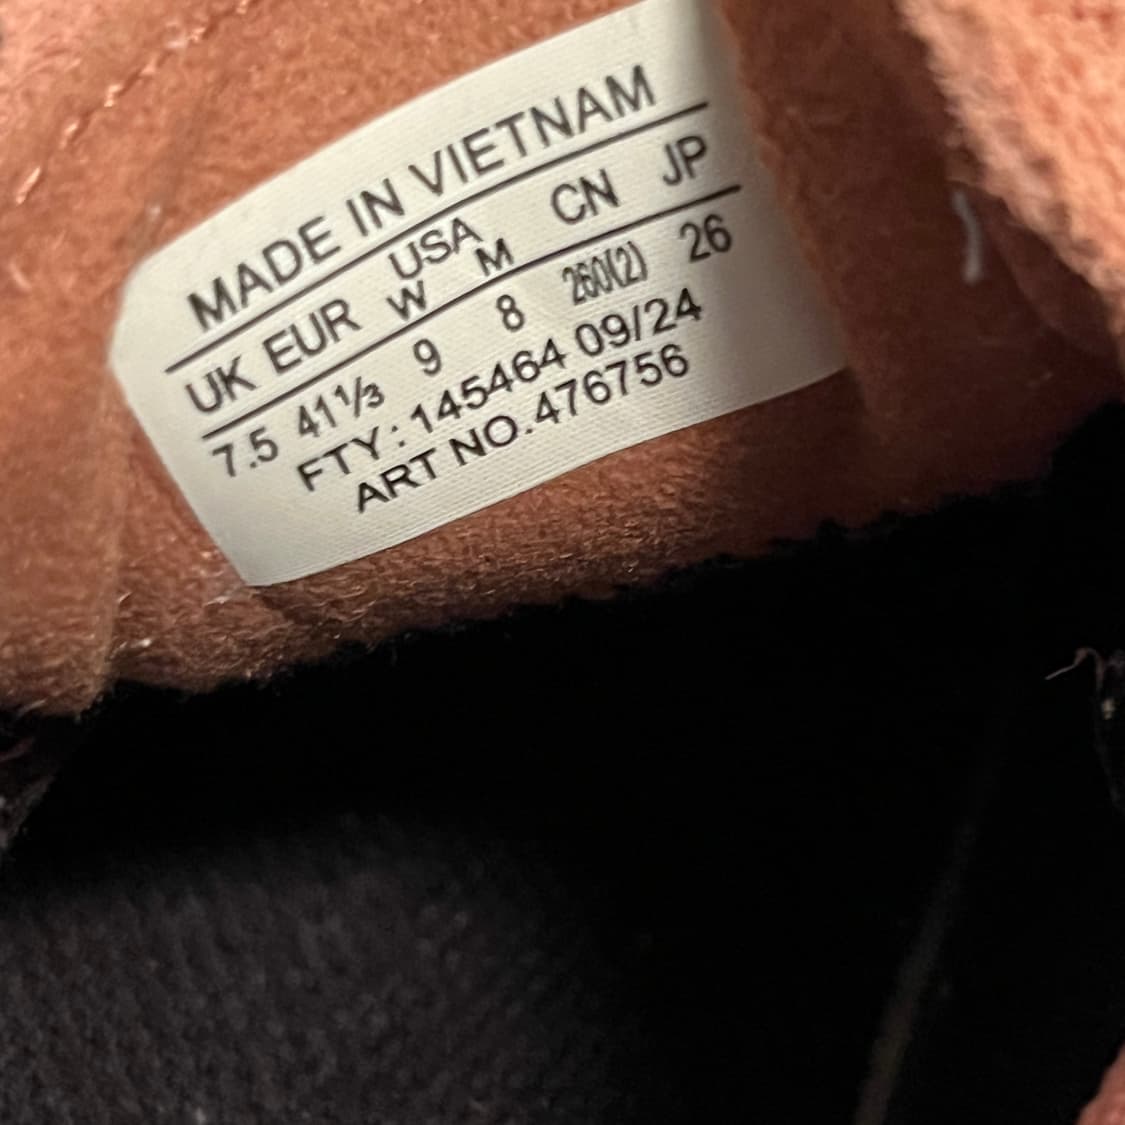 MADE IN VIETNAM
USA
UK EUR W M CN JP
7.5 41⅓ 9 8 260(2) 26
FTY: 145464 09/24
ART NO. 476756